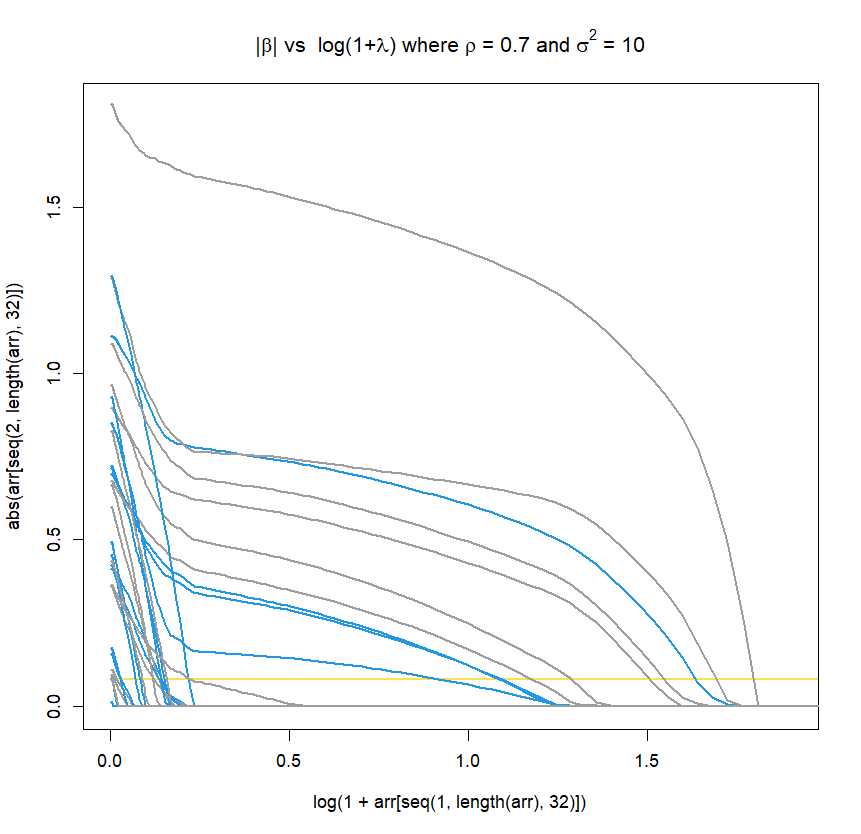 |β| vs log(1+λ) where ρ = 0.7 and σ² = 10
abs(arr[seq(2, length(arr), 32)])
1.5
1.0
0.5
0.0
0.0 0.5 1.0 1.5
log(1 + arr[seq(1, length(arr), 32)])